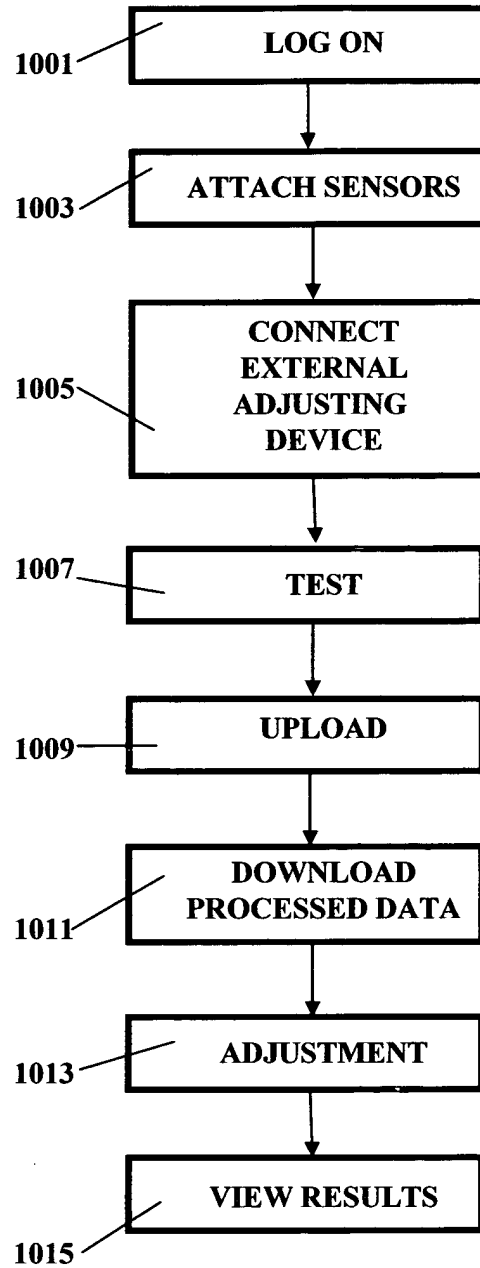 1001
LOG ON
1003
ATTACH SENSORS
1005
CONNECT
EXTERNAL
ADJUSTING
DEVICE
1007
TEST
1009
UPLOAD
1011
DOWNLOAD
PROCESSED DATA
1013
ADJUSTMENT
1015
VIEW RESULTS